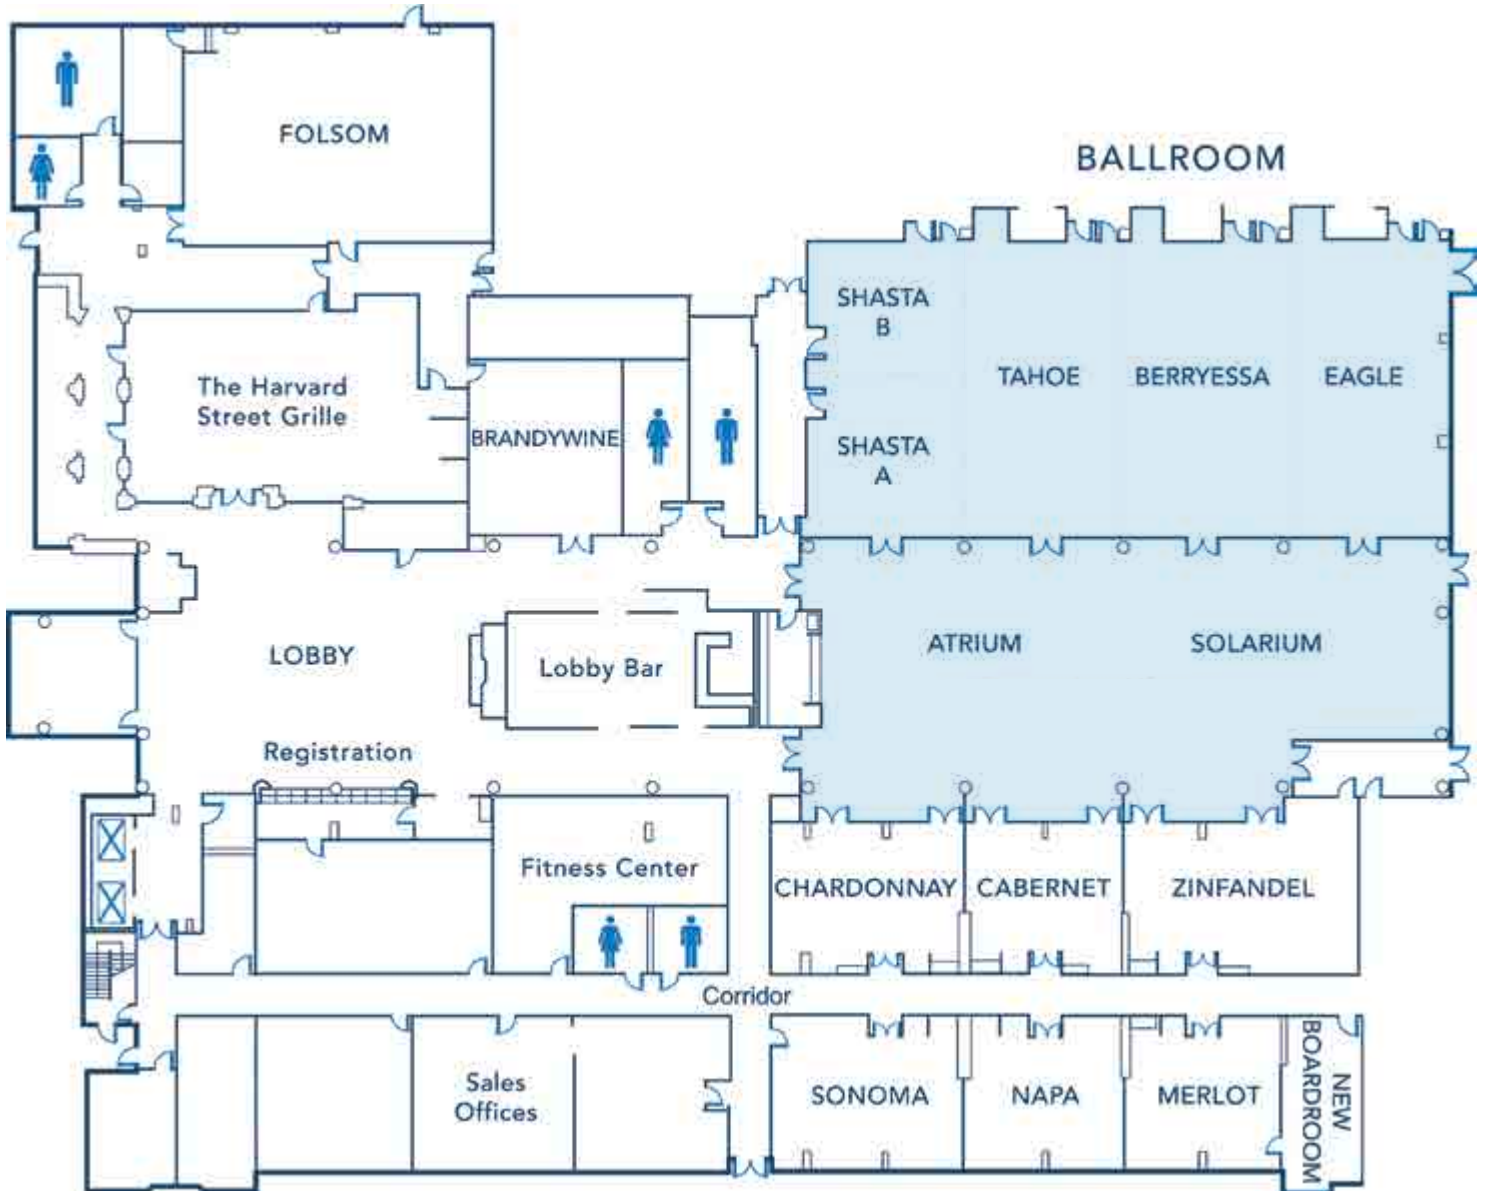 FOLSOM
BALLROOM
SHASTA
B
TAHOE
BERRYESSA
EAGLE
The Harvard
Street Grille
BRANDYWINE
SHASTA
A
LOBBY
Lobby Bar
ATRIUM
SOLARIUM
Registration
Fitness Center
CHARDONNAY
CABERNET
ZINFANDEL
Corridor
Sales
Offices
SONOMA
NAPA
MERLOT
NEW
BOARDROOM